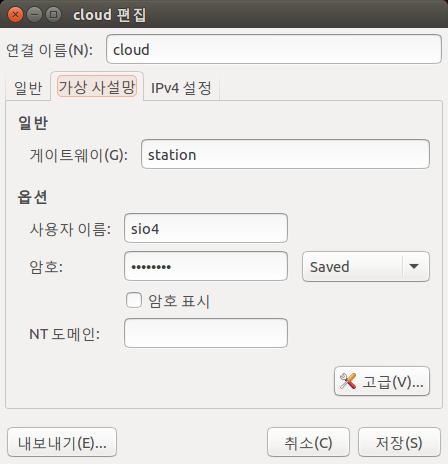 cloud 편집
연결 이름(N): cloud
일반 가상 사설망 IPv4 설정
일반
게이트웨이(G): station
옵션
사용자 이름: sio4
암호: •••••••• Saved
암호 표시
NT 도메인:
고급(V)...
내보내기(E)... 취소(C) 저장(S)